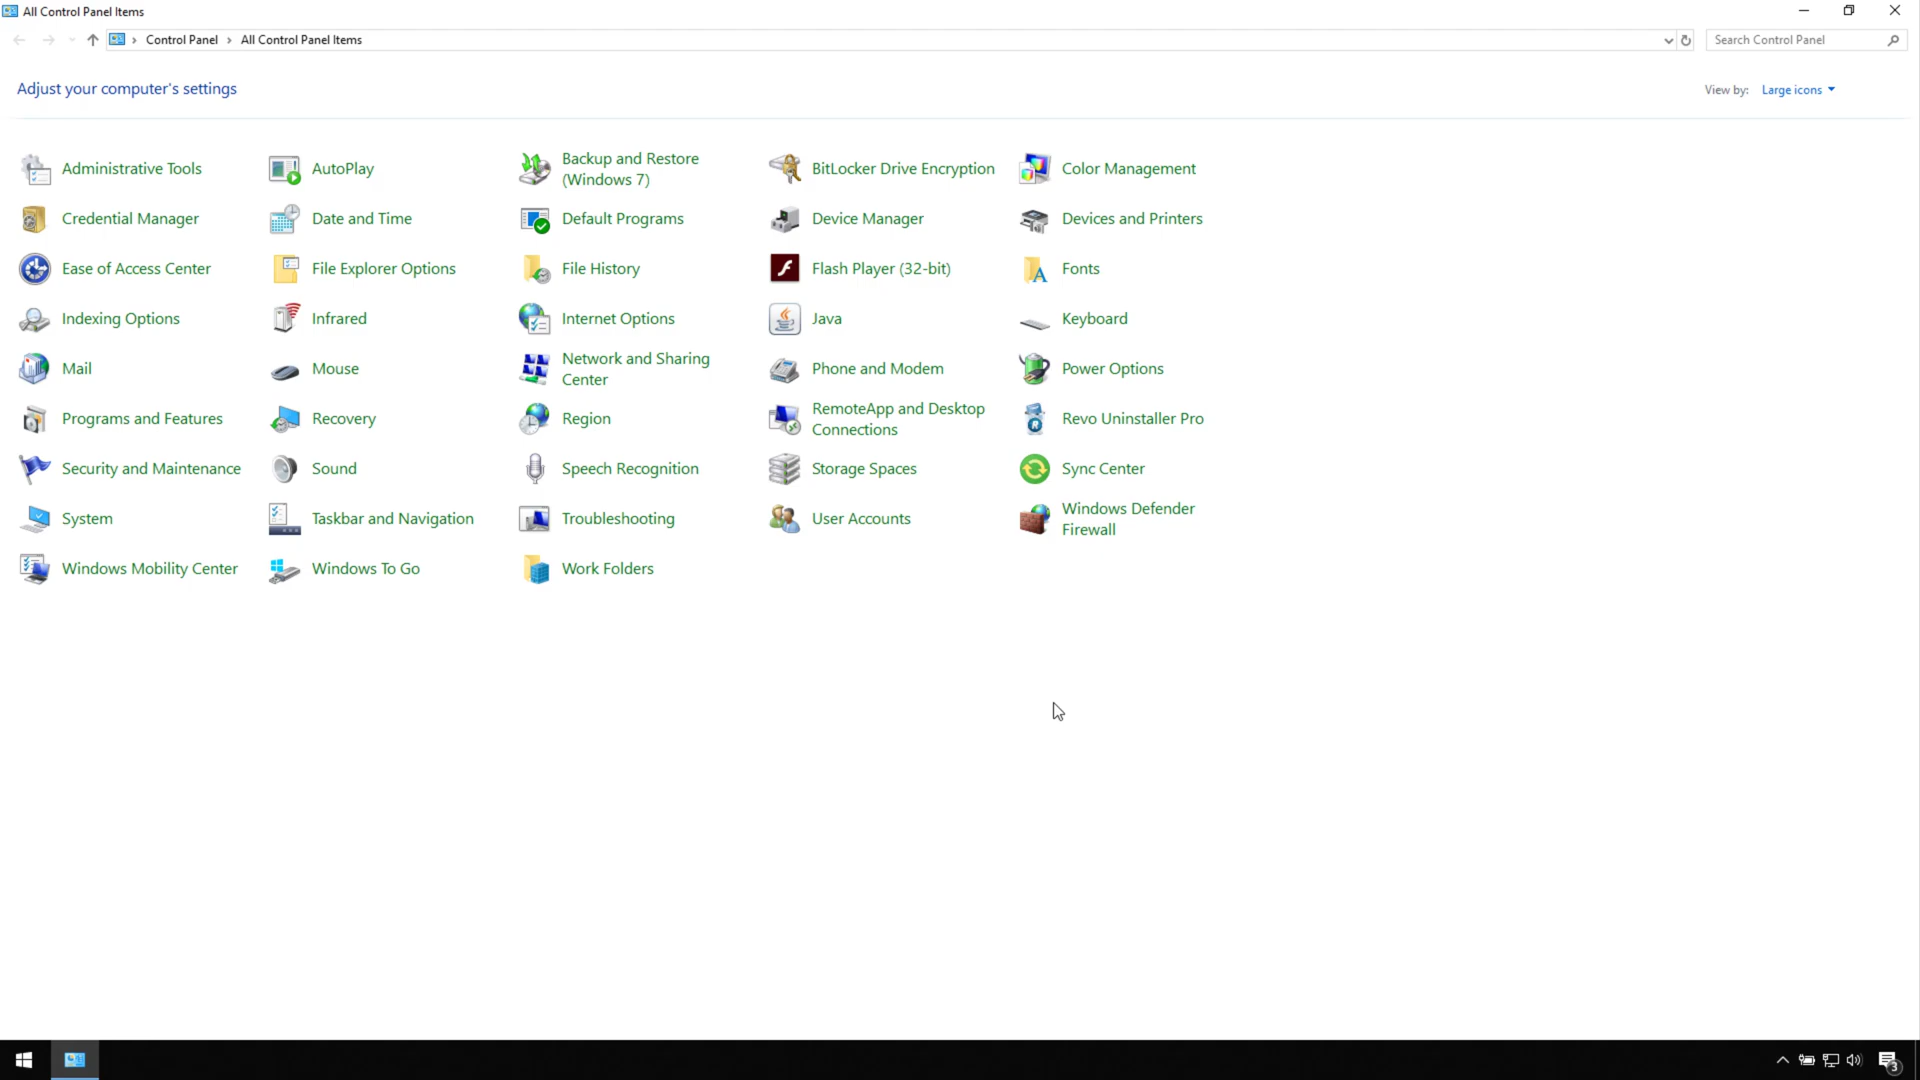 All Control Panel Items
Control Panel
All Control Panel Items
Search Control Panel
Adjust your computer's settings
View by:
Large icons
Administrative Tools
AutoPlay
Backup and Restore
(Windows 7)
BitLocker Drive Encryption
Color Management
Credential Manager
Date and Time
Default Programs
Device Manager
Devices and Printers
Ease of Access Center
File Explorer Options
File History
Flash Player (32-bit)
Fonts
Indexing Options
Infrared
Internet Options
Java
Keyboard
Mail
Mouse
Network and Sharing
Center
Phone and Modem
Power Options
Programs and Features
Recovery
Region
RemoteApp and Desktop
Connections
Revo Uninstaller Pro
Security and Maintenance
Sound
Speech Recognition
Storage Spaces
Sync Center
System
Taskbar and Navigation
Troubleshooting
User Accounts
Windows Defender
Firewall
Windows Mobility Center
Windows To Go
Work Folders
3